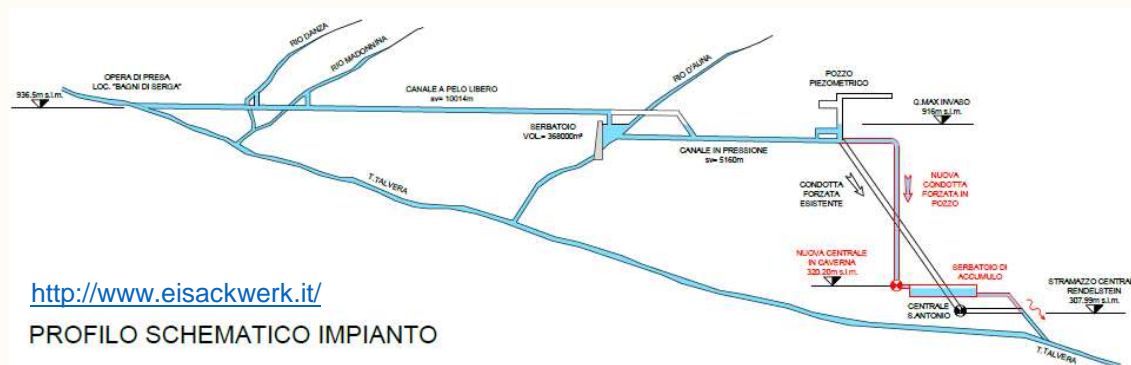 RIO DANZA
RIO MADONNINA
RIO D'AUNA
OPERA DI PRESA
LOC. "BAGNI DI SERGA"
936.5m s.l.m.
CANALE A PELO LIBERO
sv= 10014m
POZZO
PIEZOMETRICO
Q.MAX INVASO
916m s.l.m.
SERBATOIO
VOL.= 368000m³
CANALE IN PRESSIONE
sv= 5160m
T.TALVERA
CONDOTTA
FORZATA
ESISTENTE
NUOVA
CONDOTTA
FORZATA IN
POZZO
NUOVA CENTRALE
IN CAVERNA
320.20m s.l.m.
SERBATOIO DI
ACCUMULO
STRAMAZZO CENTRAL
RENDELSTEIN
307.99m s.l.m.
CENTRALE
S.ANTONIO
T.TALVERA
http://www.eisackwerk.it/
PROFILO SCHEMATICO IMPIANTO